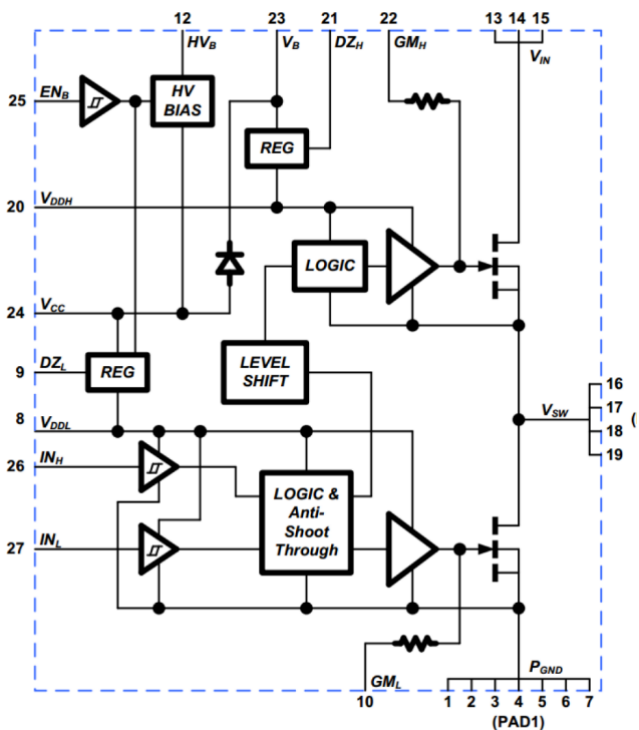 12 23 21 22 13 14 15
HV_B V_B DZ_H GM_H V_IN
25 EN_B
HV
BIAS
REG
20 V_DDH
LOGIC
24 V_CC
9 DZ_L
REG
LEVEL
SHIFT
16
17
18
19
V_SW
(
8 V_DDL
26 IN_H
LOGIC &
Anti-
Shoot
Through
27 IN_L
GM_L
10
P_GND
1 2 3 4 5 6 7
(PAD1)